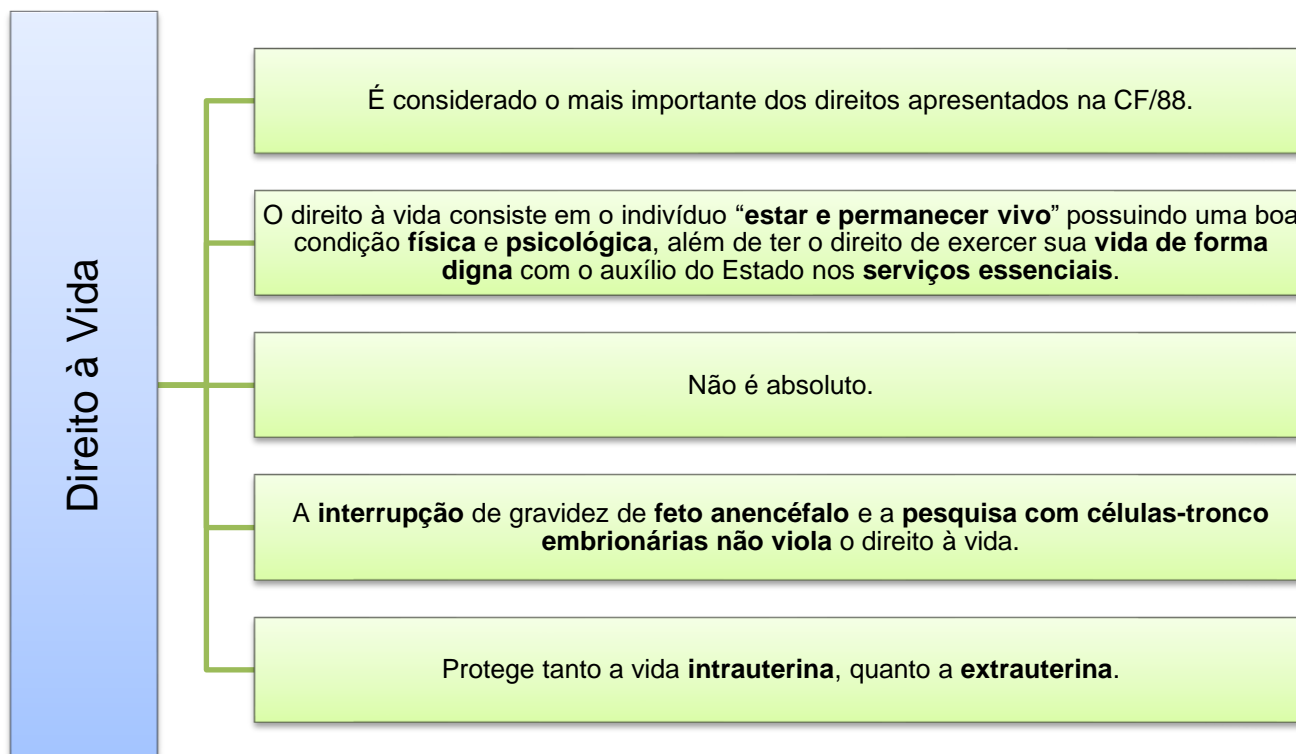 Direito à Vida
É considerado o mais importante dos direitos apresentados na CF/88.
O direito à vida consiste em o indivíduo “estar e permanecer vivo” possuindo uma boa
condição física e psicológica, além de ter o direito de exercer sua vida de forma
digna com o auxílio do Estado nos serviços essenciais.
Não é absoluto.
A interrupção de gravidez de feto anencéfalo e a pesquisa com células-tronco
embrionárias não viola o direito à vida.
Protege tanto a vida intrauterina, quanto a extrauterina.